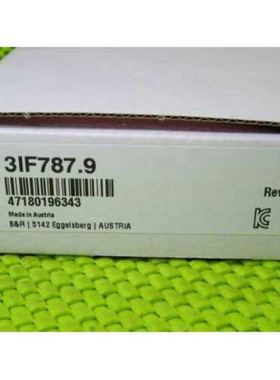 3IF787.9
Rev
47180196343
Made in Austria
B&R | 5142 Eggelsberg | AUSTRIA